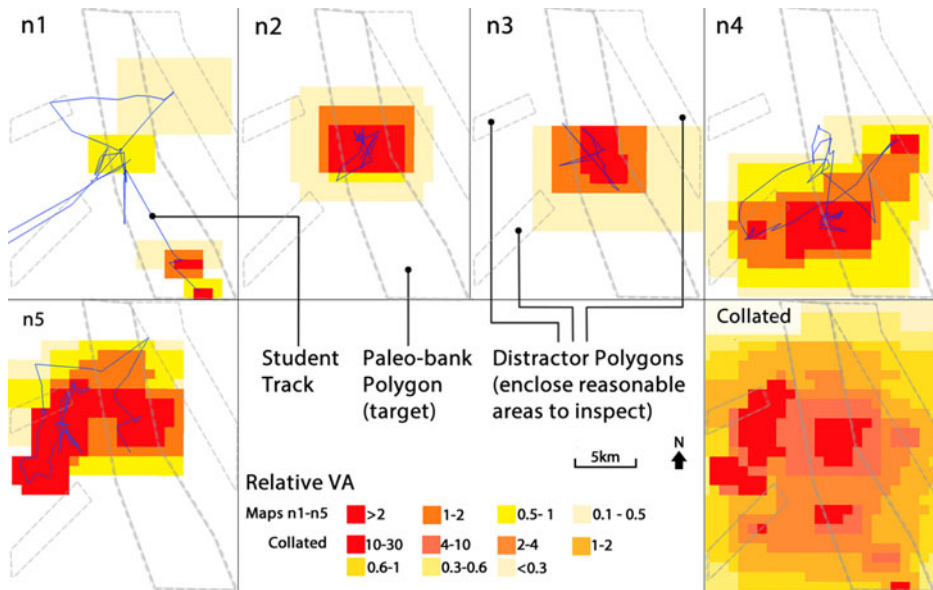 n1
n2
n3
n4
n5
Student
Track
Paleo-bank
Polygon
(target)
Distractor Polygons
(enclose reasonable
areas to inspect)
Collated
5km
N
Relative VA
Maps n1-n5
>2
1-2
0.5- 1
0.1 - 0.5
Collated
10-30
4-10
2-4
1-2
0.6-1
0.3-0.6
<0.3